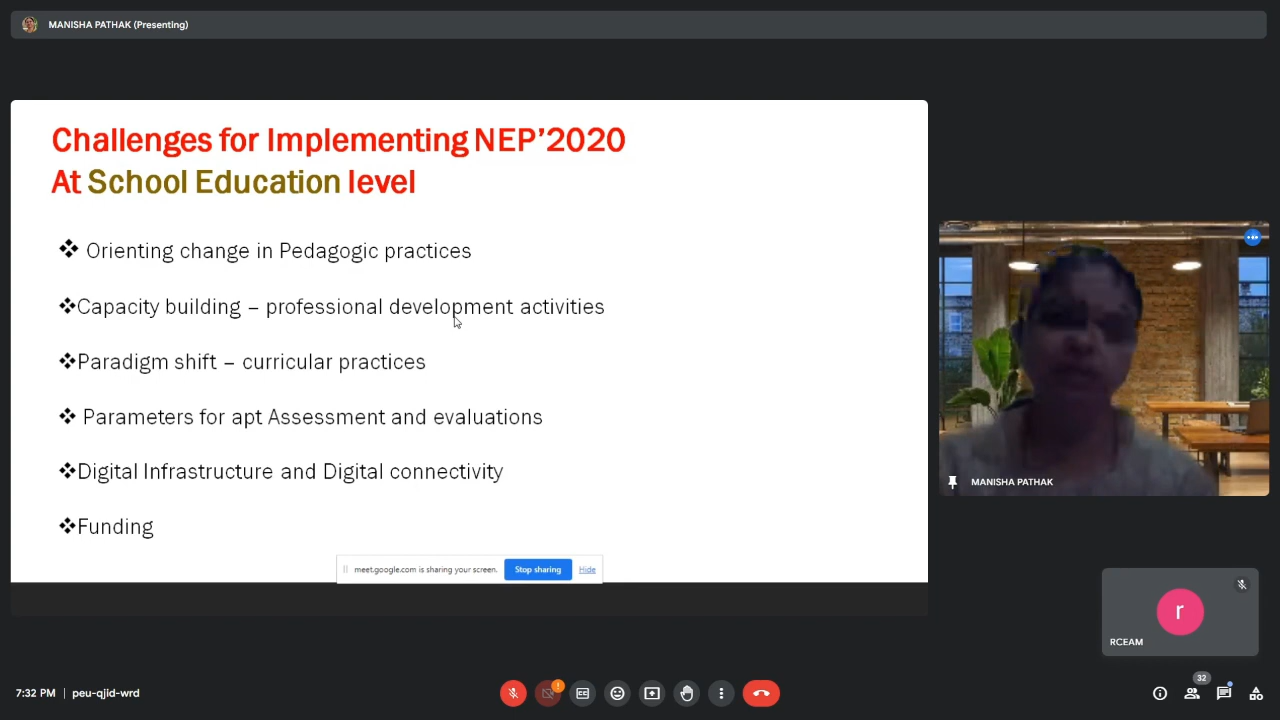 MANISHA PATHAK (Presenting)
Challenges for Implementing NEP’2020
At School Education level
❖ Orienting change in Pedagogic practices
❖Capacity building – professional development activities
❖Paradigm shift – curricular practices
❖ Parameters for apt Assessment and evaluations
❖Digital Infrastructure and Digital connectivity
❖Funding
meet.google.com is sharing your screen. Stop sharing Hide
MANISHA PATHAK
r
RCEAM
7:32 PM | peu-qjid-wrd
32